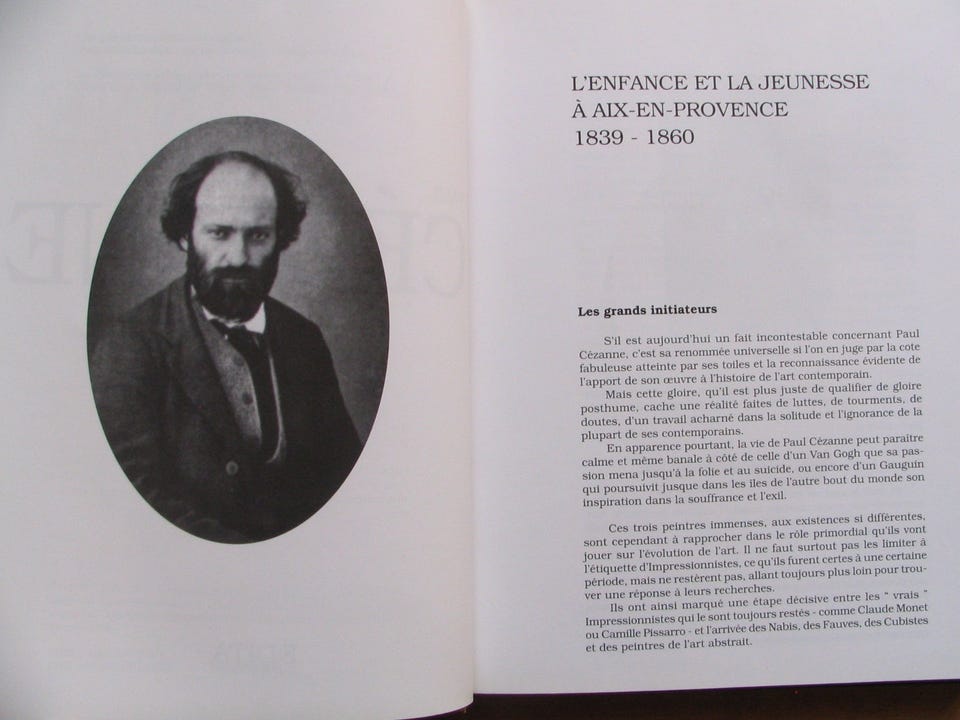 L'ENFANCE ET LA JEUNESSE
À AIX-EN-PROVENCE
1839 - 1860
Les grands initiateurs
S'il est aujourd'hui un fait incontestable concernant Paul
Cézanne, c'est sa renommée universelle si l'on en juge par la cote
fabuleuse atteinte par ses toiles et la reconnaissance évidente de
l'apport de son œuvre à l'histoire de l'art contemporain.
Mais cette gloire, qu'il est plus juste de qualifier de gloire
posthume, cache une réalité faites de luttes, de tourments, de
doutes, d'un travail acharné dans la solitude et l'ignorance de la
plupart de ses contemporains.
En apparence pourtant, la vie de Paul Cézanne peut paraître
calme et même banale à côté de celle d'un Van Gogh que sa pas-
sion mena jusqu'à la folie et au suicide, ou encore d'un Gauguin
qui poursuivit jusque dans les îles de l'autre bout du monde son
inspiration dans la souffrance et l'exil.
Ces trois peintres immenses, aux existences si différentes,
sont cependant à rapprocher dans le rôle primordial qu'ils vont
jouer sur l'évolution de l'art. Il ne faut surtout pas les limiter à
l'étiquette d'Impressionnistes, ce qu'ils furent certes à une certaine
période, mais ne restèrent pas, allant toujours plus loin pour trou-
ver une réponse à leurs recherches.
Ils ont ainsi marqué une étape décisive entre les " vrais "
Impressionnistes qui le sont toujours restés - comme Claude Monet
ou Camille Pissarro - et l'arrivée des Nabis, des Fauves, des Cubistes
et des peintres de l'art abstrait.